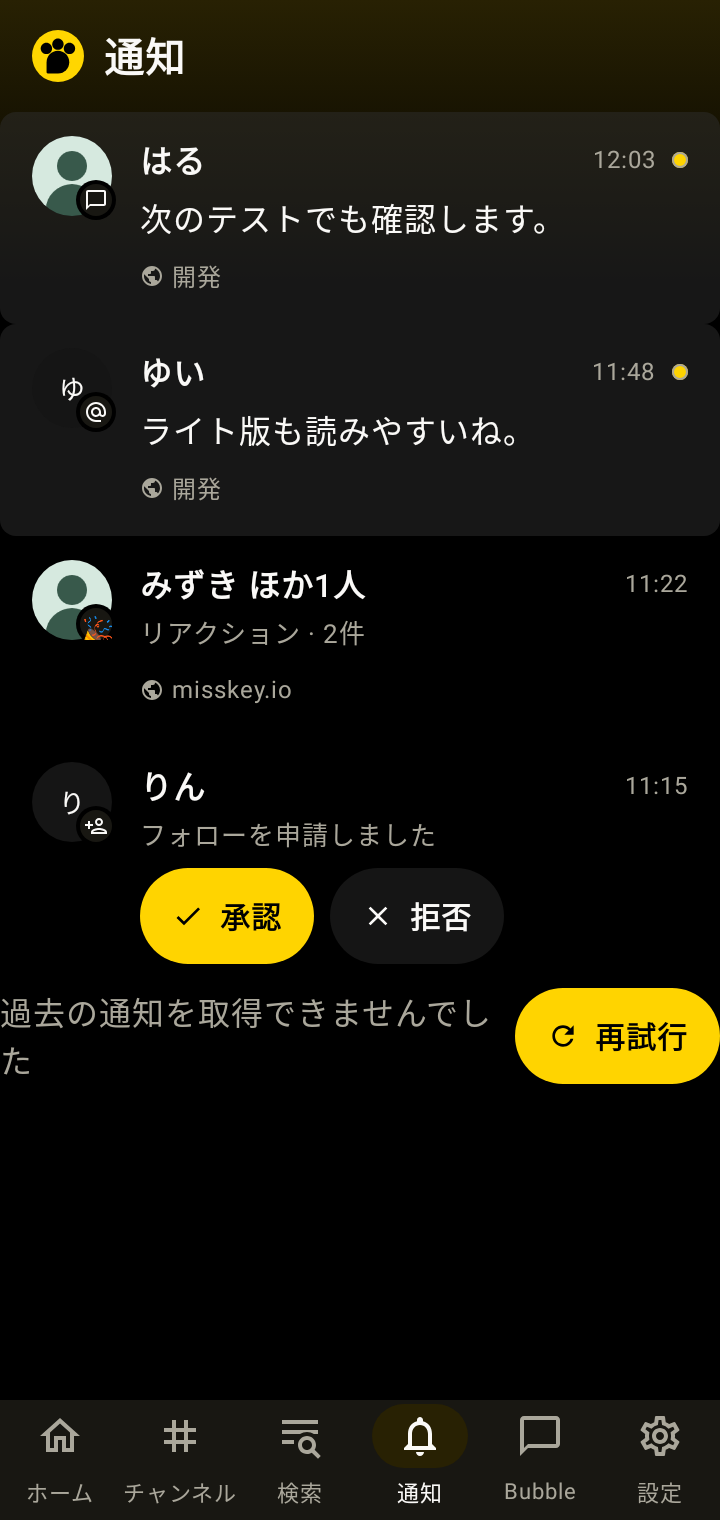 通知
はる 12:03
次のテストでも確認します。
開発
ゆ
ゆい 11:48
ライト版も読みやすいね。
開発
みずき ほか1人 11:22
リアクション · 2件
misskey.io
り
りん 11:15
フォローを申請しました
承認 拒否
過去の通知を取得できませんでし
た
再試行
ホーム チャンネル 検索 通知 Bubble 設定